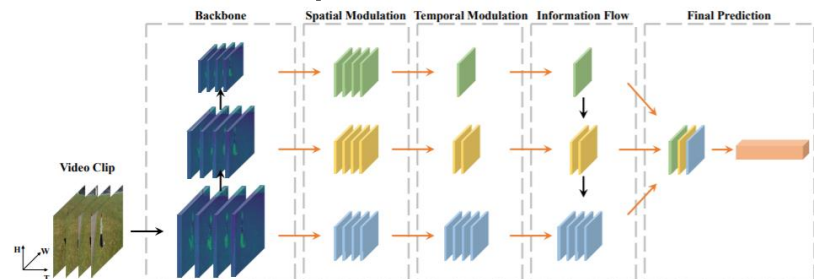 Backbone
Spatial Modulation
Temporal Modulation
Information Flow
Final Prediction
Video Clip
H
W
T